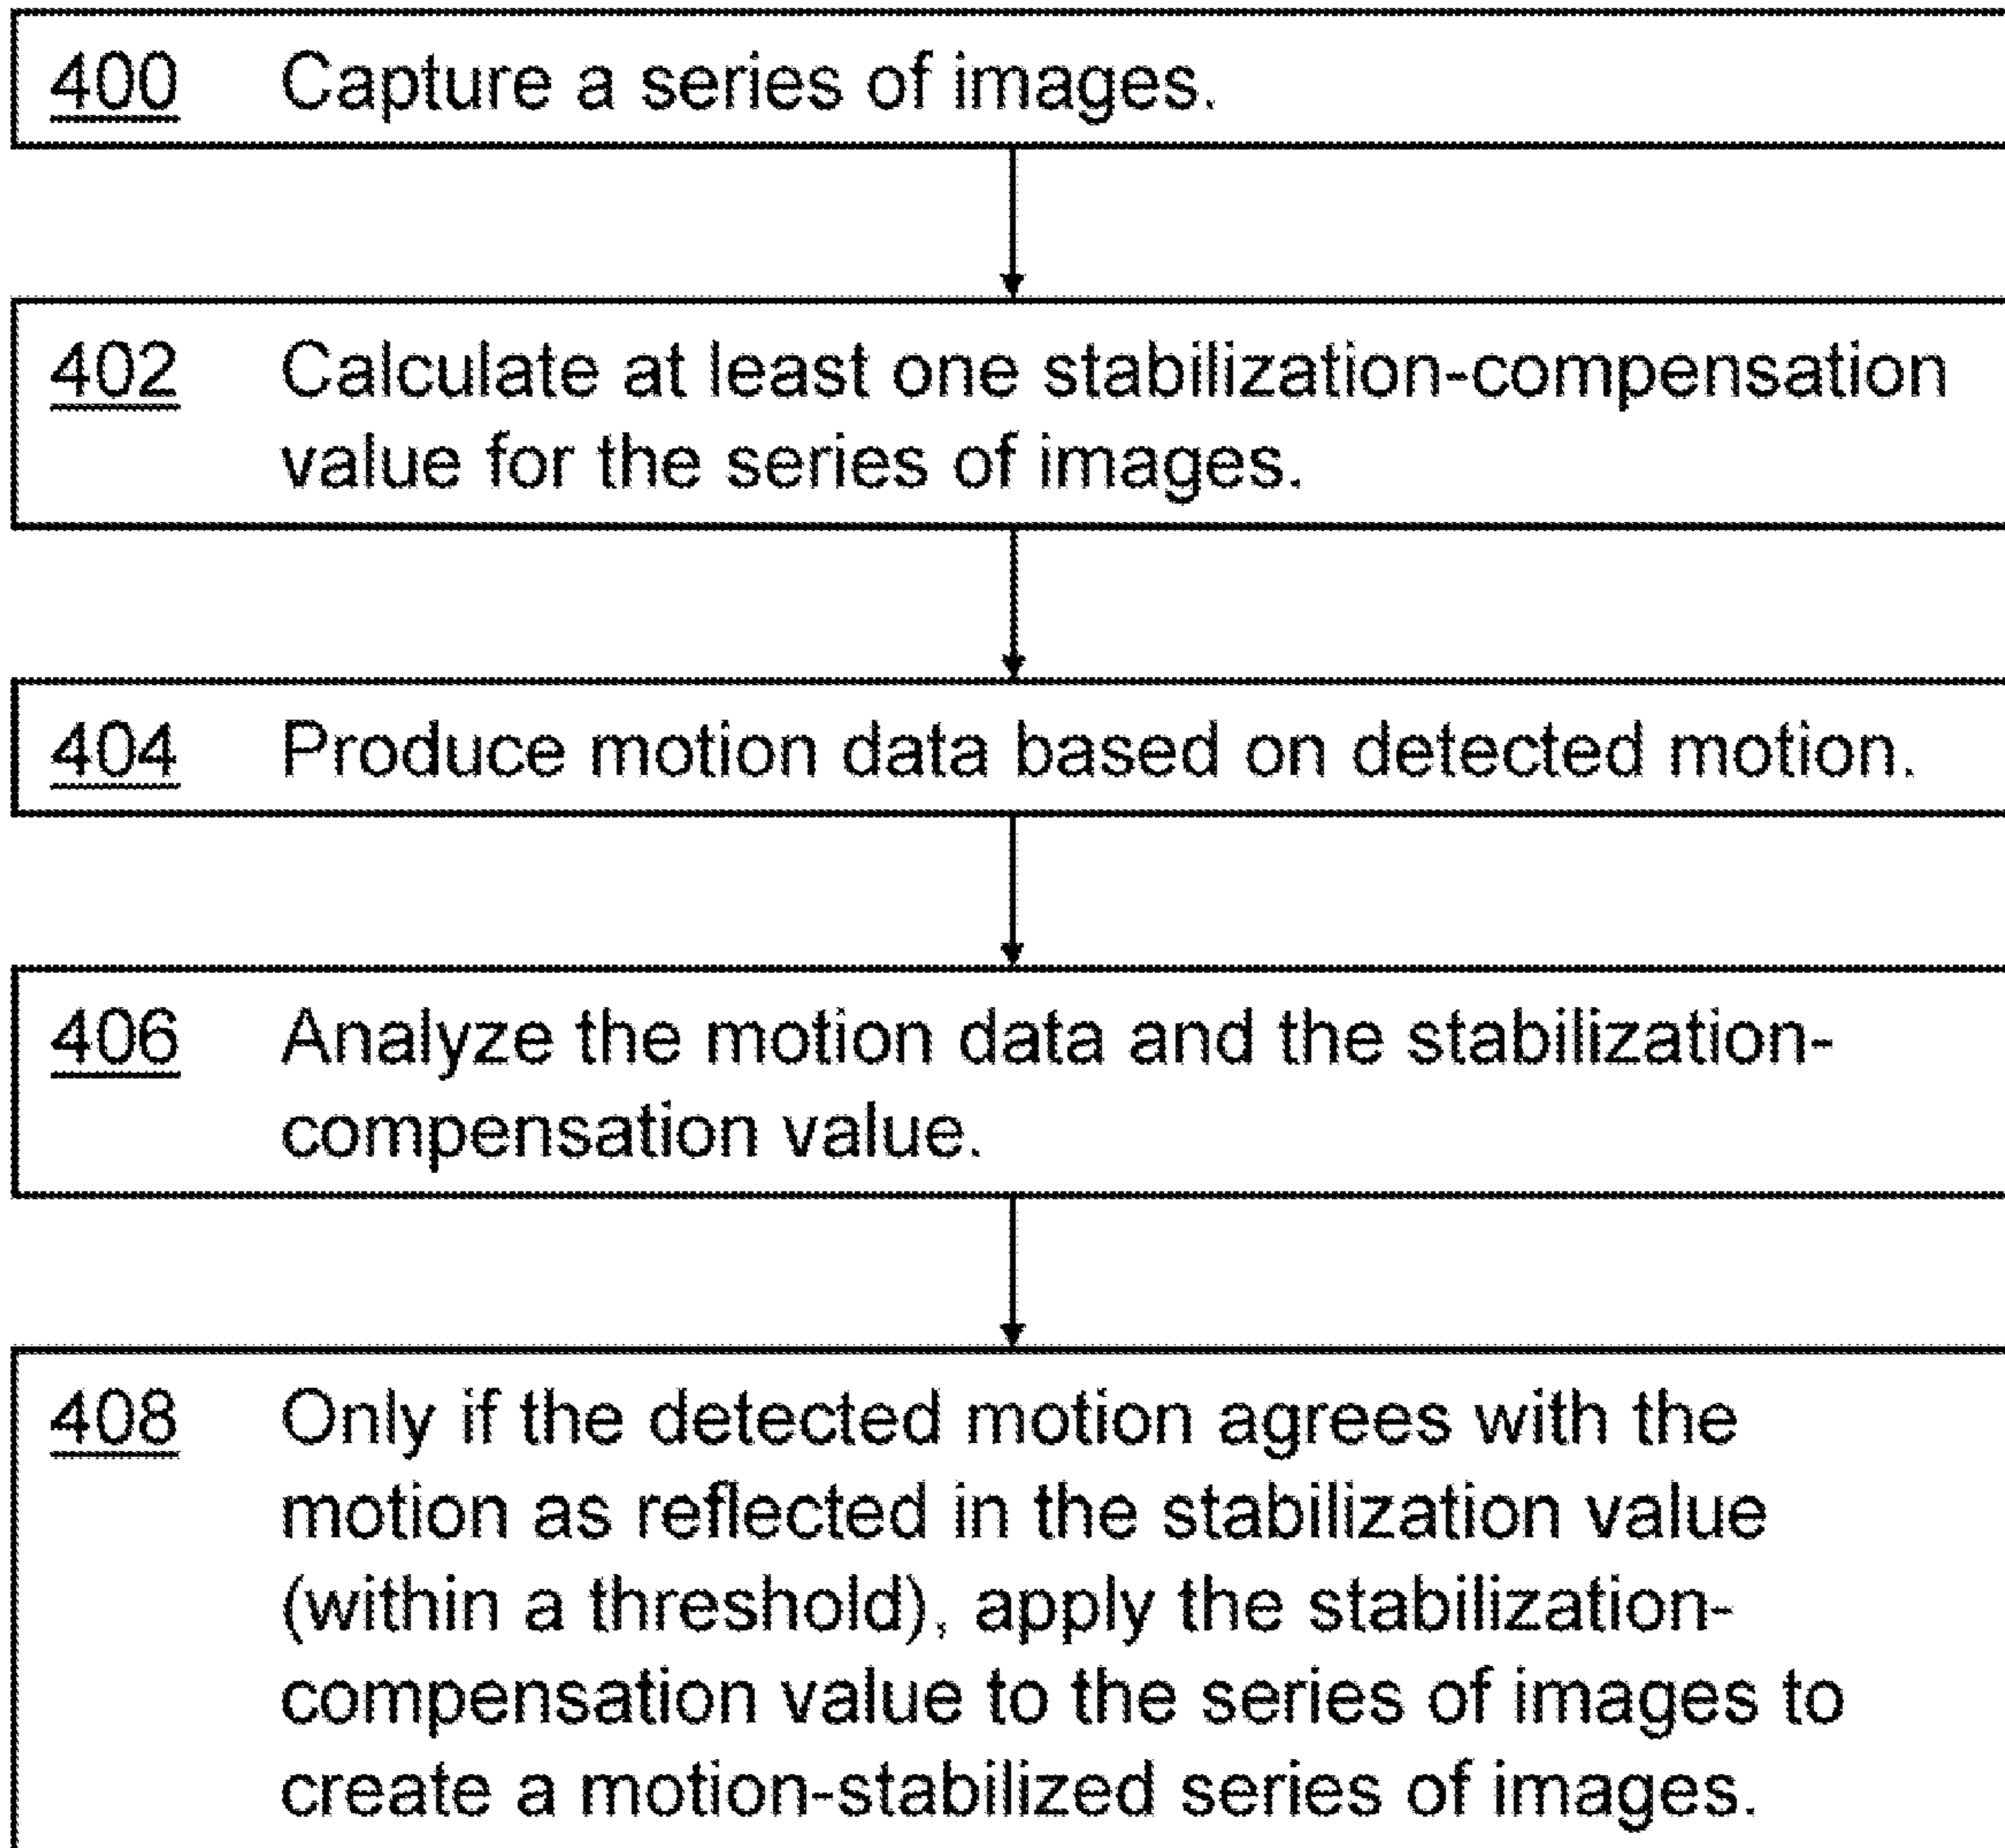 400 Capture a series of images.
402 Calculate at least one stabilization-compensation
value for the series of images.
404 Produce motion data based on detected motion.
406 Analyze the motion data and the stabilization-
compensation value.
408 Only if the detected motion agrees with the
motion as reflected in the stabilization value
(within a threshold), apply the stabilization-
compensation value to the series of images to
create a motion-stabilized series of images.